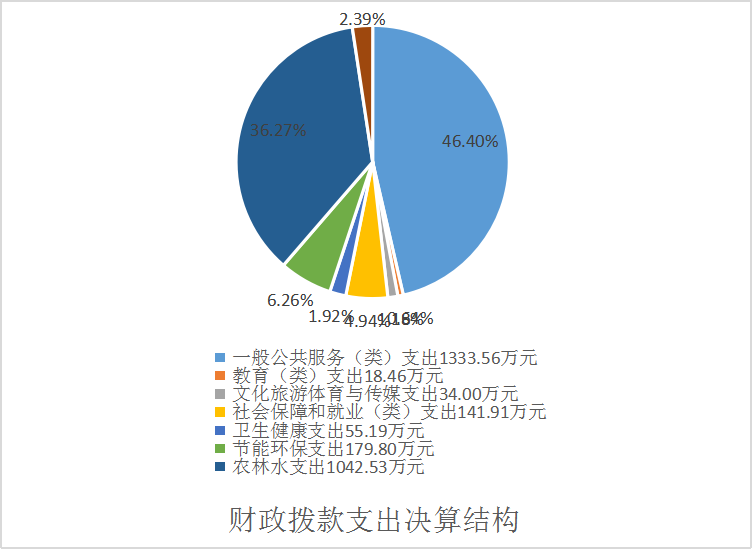 2.39%
36.27%
46.40%
6.26%
1.92%
4.94%
一般公共服务（类）支出1333.56万元
教育（类）支出18.46万元
文化旅游体育与传媒支出34.00万元
社会保障和就业（类）支出141.91万元
卫生健康支出55.19万元
节能环保支出179.80万元
农林水支出1042.53万元
财政拨款支出决算结构